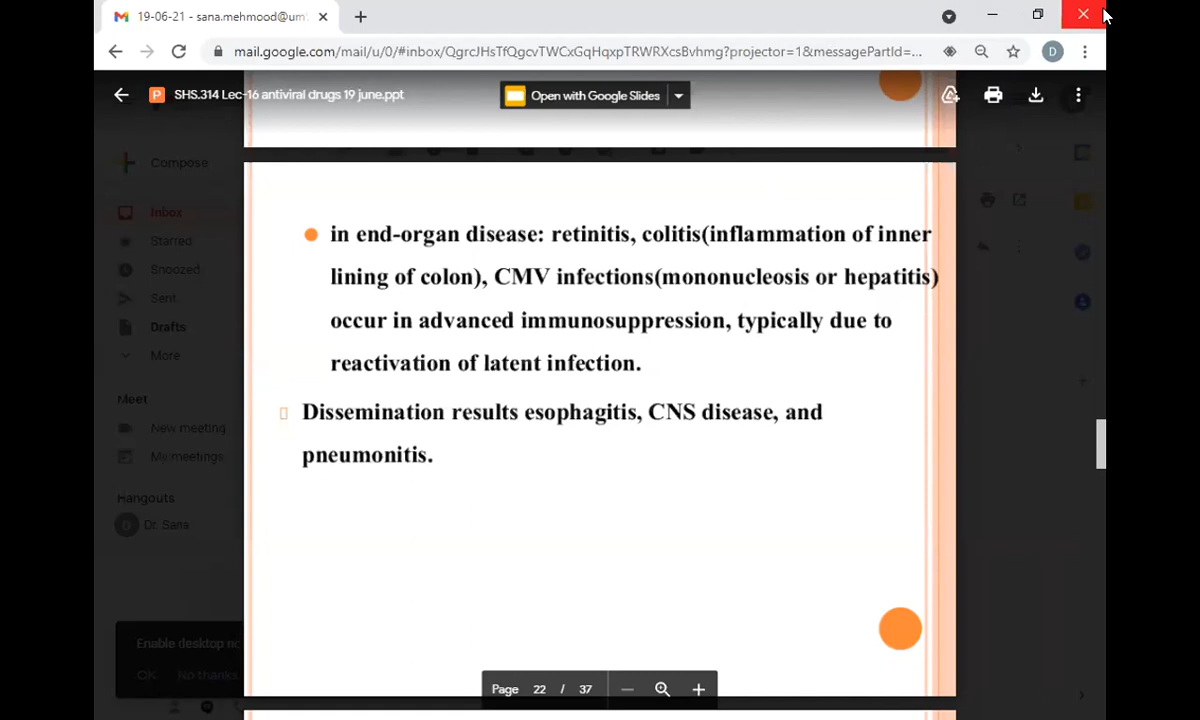 19-06-21 - sana.mehmood@um
mail.google.com/mail/u/0/#inbox/QgrcJHsTfQgcvTWCxGqHqxpTRWRXcsBvhmg?projector=1&messagePartId=...
D
P SHS.314 Lec-16 antiviral drugs 19 june.ppt
Open with Google Slides
Compose
Inbox
Starred
Snoozed
Sent
Drafts
More
Meet
New meeting
My meetings
Hangouts
D Dr. Sana
Enable desktop
OK No thanks
in end-organ disease: retinitis, colitis(inflammation of inner
lining of colon), CMV infections(mononucleosis or hepatitis)
occur in advanced immunosuppression, typically due to
reactivation of latent infection.
Dissemination results esophagitis, CNS disease, and
pneumonitis.
Page 22 / 37